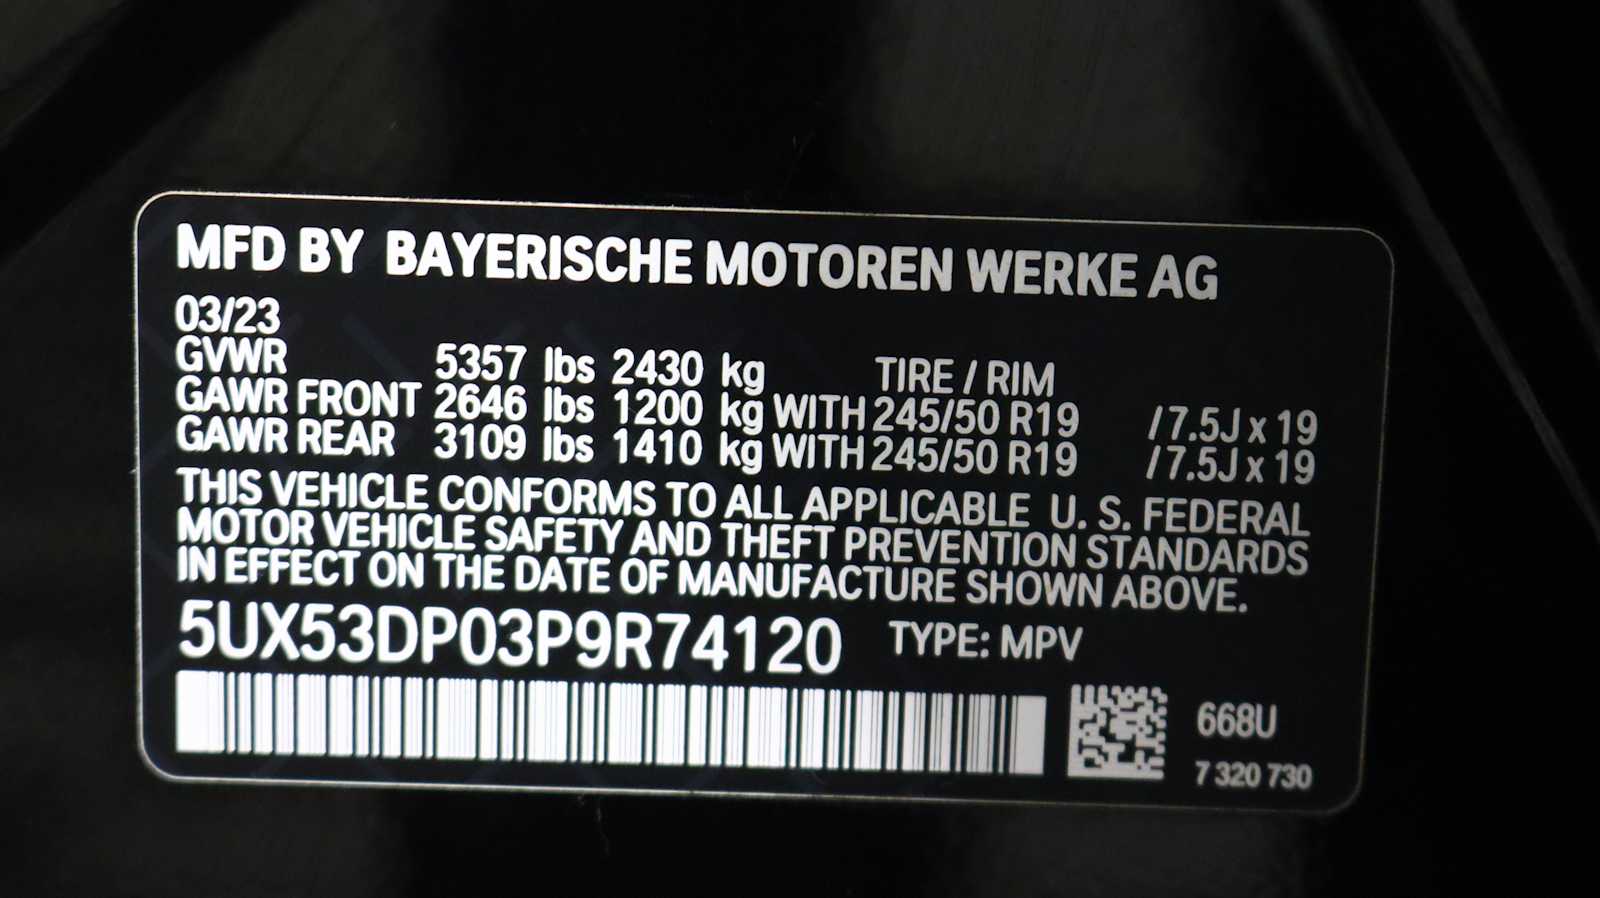 MFD BY BAYERISCHE MOTOREN WERKE AG
03/23
GVWR 5357 lbs 2430 kg TIRE / RIM
GAWR FRONT 2646 lbs 1200 kg WITH 245/50 R19 / 7.5J x 19
GAWR REAR 3109 lbs 1410 kg WITH 245/50 R19 / 7.5J x 19
THIS VEHICLE CONFORMS TO ALL APPLICABLE U. S. FEDERAL
MOTOR VEHICLE SAFETY AND THEFT PREVENTION STANDARDS
IN EFFECT ON THE DATE OF MANUFACTURE SHOWN ABOVE.
5UX53DP03P9R74120 TYPE: MPV
668U
7 320 730